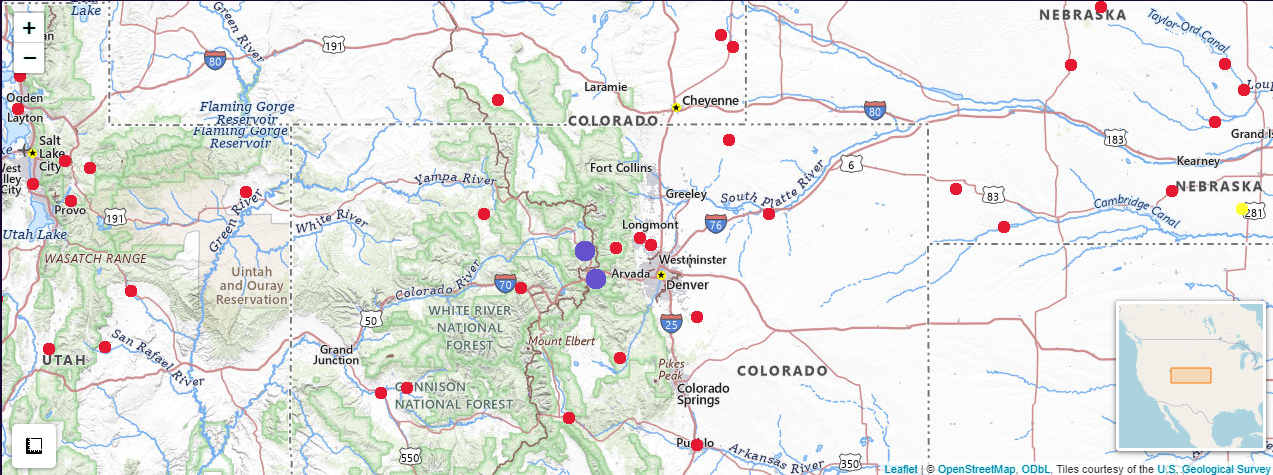 Lake
Green River
NEBRASKA
Taylor-Ord Canal
+
−
191
80
Ogden
Layton
Laramie
Cheyenne
Flaming Gorge
Reservoir
Flaming Gorge
Reservoir
COLORADO
80
Loup
183
Grand Is
Salt
Lake
City
West
lley
City
Fort Collins
6
Kearney
Yampa River
Greeley
South Platte River
83
NEBRASKA
Provo
191
Green River
White River
Longmont
76
Cambridge Canal
281
Utah Lake
WASATCH RANGE
Westminster
Uintah
and Ouray
Reservation
Colorado River
70
Arvada
Denver
50
WHITE RIVER
NATIONAL
FOREST
25
San Rafael River
Grand
Junction
Mount Elbert
UTAH
Pikes
Peak
COLORADO
GUNNISON
NATIONAL FOREST
Colorado
Springs
550
Pueblo
Arkansas River
350
Leaflet | © OpenStreetMap, ODbL, Tiles courtesy of the U.S. Geological Survey